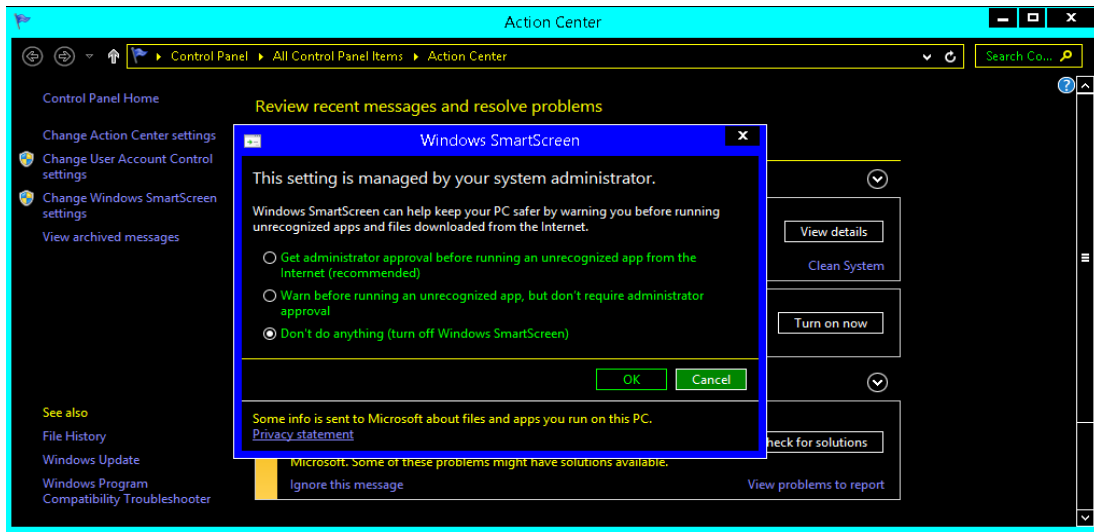 Action Center
Control Panel All Control Panel Items Action Center
Search Co...
Control Panel Home
Change Action Center settings
Change User Account Control
settings
Change Windows SmartScreen
settings
View archived messages
See also
File History
Windows Update
Windows Program
Compatibility Troubleshooter
Review recent messages and resolve problems
Windows SmartScreen
This setting is managed by your system administrator.
Windows SmartScreen can help keep your PC safer by warning you before running
unrecognized apps and files downloaded from the Internet.
Get administrator approval before running an unrecognized app from the
Internet (recommended)
Warn before running an unrecognized app, but don't require administrator
approval
Don't do anything (turn off Windows SmartScreen)
OK Cancel
Some info is sent to Microsoft about files and apps you run on this PC.
Privacy statement
View details
Clean System
Turn on now
heck for solutions
Microsoft. Some of these problems might have solutions available.
Ignore this message
View problems to report